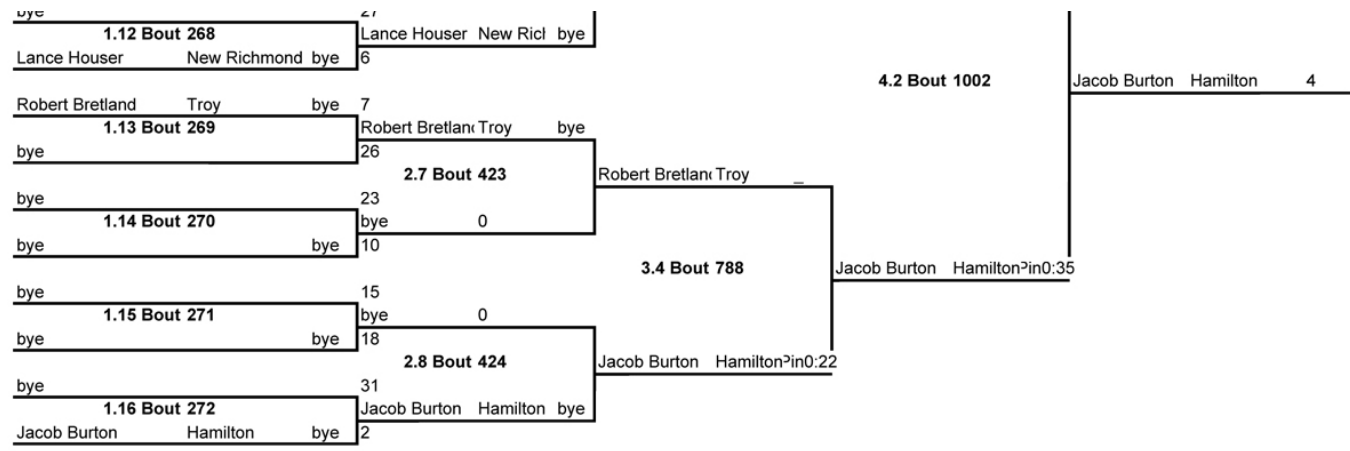 bye 27
1.12 Bout 268 Lance Houser New Ricl bye
Lance Houser New Richmond bye 6
4.2 Bout 1002 Jacob Burton Hamilton 4
Robert Bretland Troy bye 7
1.13 Bout 269 Robert Bretlan Troy bye
bye 26
2.7 Bout 423 Robert Bretlan Troy _
bye 23
1.14 Bout 270 bye 0
bye bye 10
3.4 Bout 788 Jacob Burton Hamilton Pin0:35
bye 15
1.15 Bout 271 bye 0
bye bye 18
2.8 Bout 424 Jacob Burton Hamilton Pin0:22
bye 31
1.16 Bout 272 Jacob Burton Hamilton bye
Jacob Burton Hamilton bye 2